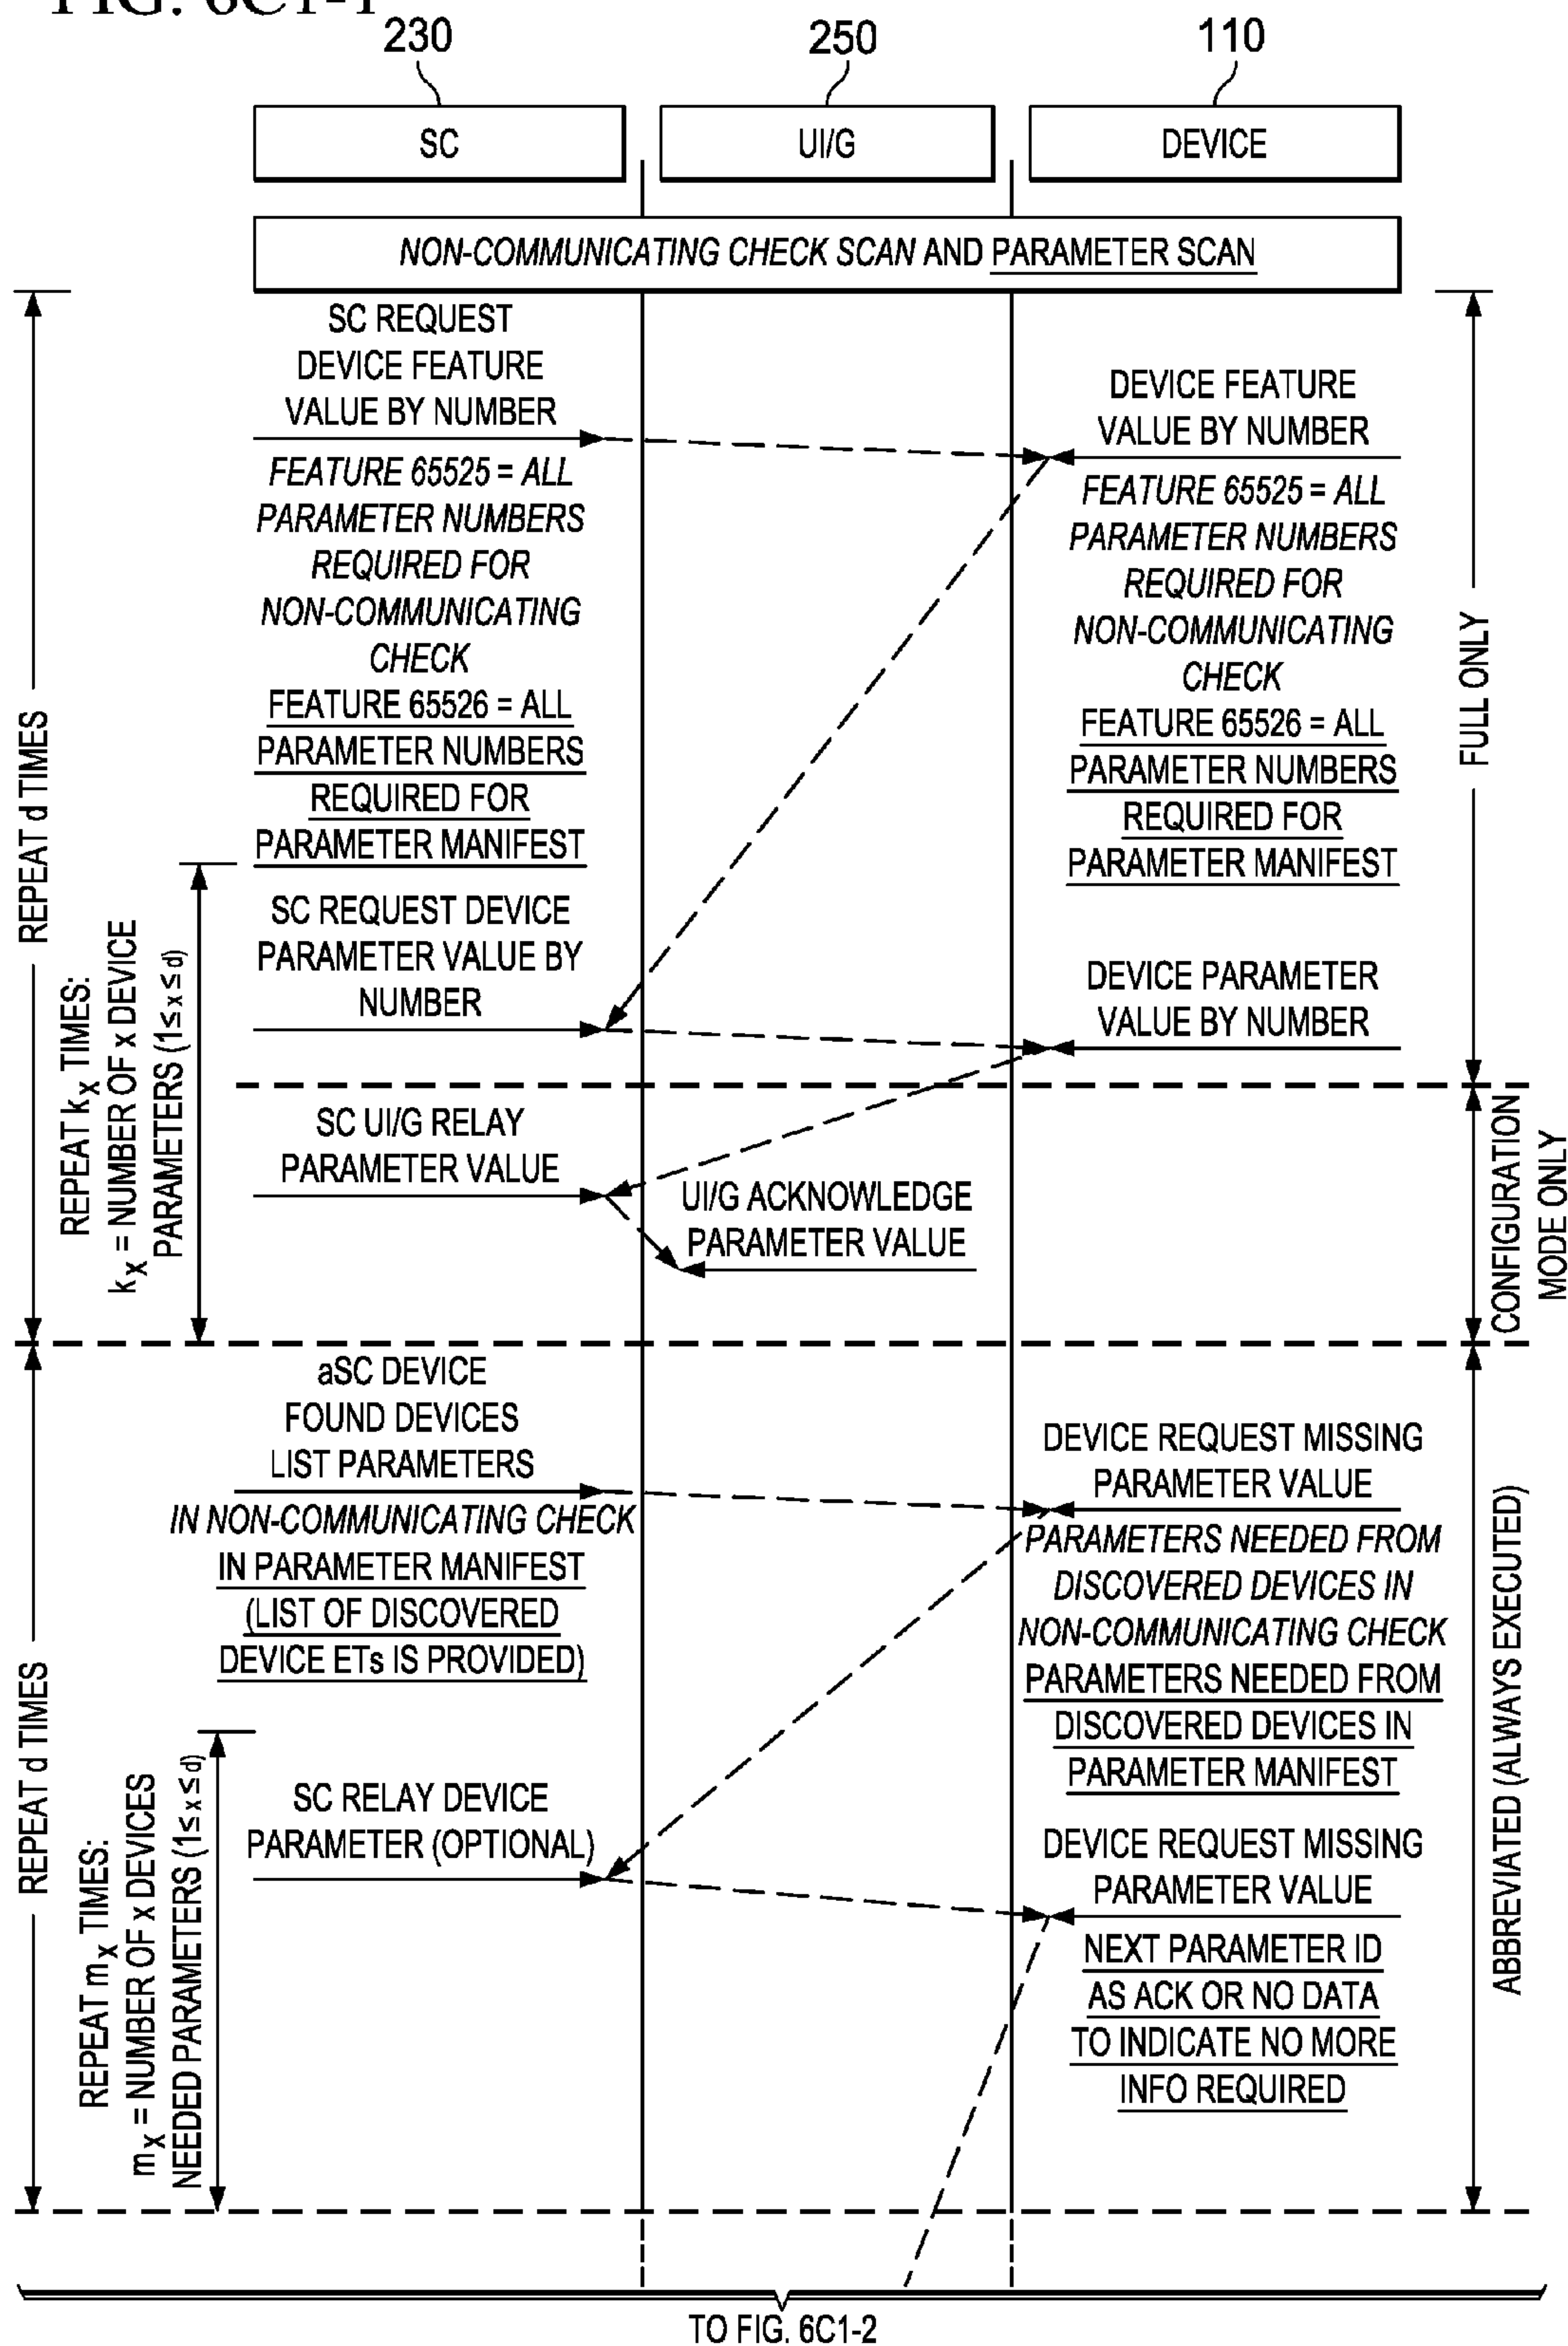 FIG. 6C1-1
230
250
110
SC
UI/G
DEVICE
NON-COMMUNICATING CHECK SCAN AND PARAMETER SCAN
SC REQUEST
DEVICE FEATURE
VALUE BY NUMBER
FEATURE 65525 = ALL
PARAMETER NUMBERS
REQUIRED FOR
NON-COMMUNICATING
CHECK
FEATURE 65526 = ALL
PARAMETER NUMBERS
REQUIRED FOR
PARAMETER MANIFEST
DEVICE FEATURE
VALUE BY NUMBER
FEATURE 65525 = ALL
PARAMETER NUMBERS
REQUIRED FOR
NON-COMMUNICATING
CHECK
FEATURE 65526 = ALL
PARAMETER NUMBERS
REQUIRED FOR
PARAMETER MANIFEST
REPEAT d TIMES
FULL ONLY
REPEAT kx TIMES:
kx = NUMBER OF x DEVICE
PARAMETERS (1≤x≤d)
SC REQUEST DEVICE
PARAMETER VALUE BY
NUMBER
DEVICE PARAMETER
VALUE BY NUMBER
SC UI/G RELAY
PARAMETER VALUE
UI/G ACKNOWLEDGE
PARAMETER VALUE
CONFIGURATION
MODE ONLY
aSC DEVICE
FOUND DEVICES
LIST PARAMETERS
IN NON-COMMUNICATING CHECK
IN PARAMETER MANIFEST
(LIST OF DISCOVERED
DEVICE ETs IS PROVIDED)
DEVICE REQUEST MISSING
PARAMETER VALUE
PARAMETERS NEEDED FROM
DISCOVERED DEVICES IN
NON-COMMUNICATING CHECK
PARAMETERS NEEDED FROM
DISCOVERED DEVICES IN
PARAMETER MANIFEST
REPEAT d TIMES
ABBREVIATED (ALWAYS EXECUTED)
REPEAT mx TIMES:
mx = NUMBER OF x DEVICES
NEEDED PARAMETERS (1≤x≤d)
SC RELAY DEVICE
PARAMETER (OPTIONAL)
DEVICE REQUEST MISSING
PARAMETER VALUE
NEXT PARAMETER ID
AS ACK OR NO DATA
TO INDICATE NO MORE
INFO REQUIRED
TO FIG. 6C1-2